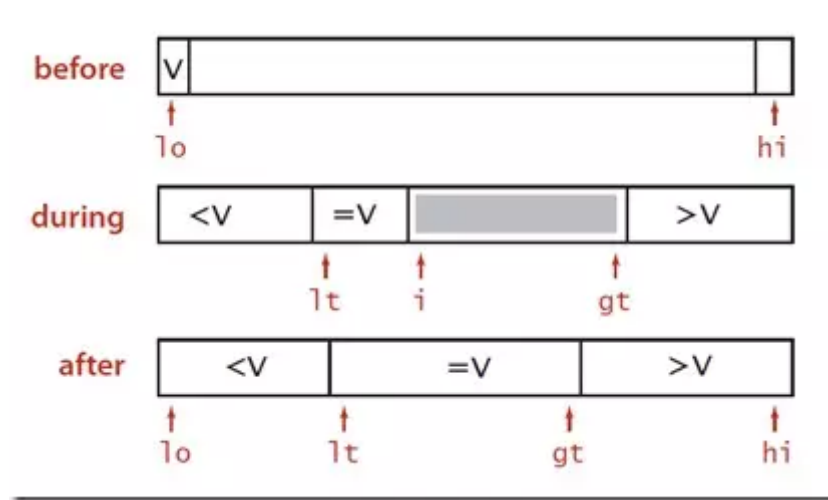 before V
lo hi
during <V =V >V
lt i gt
after <V =V >V
lo lt gt hi